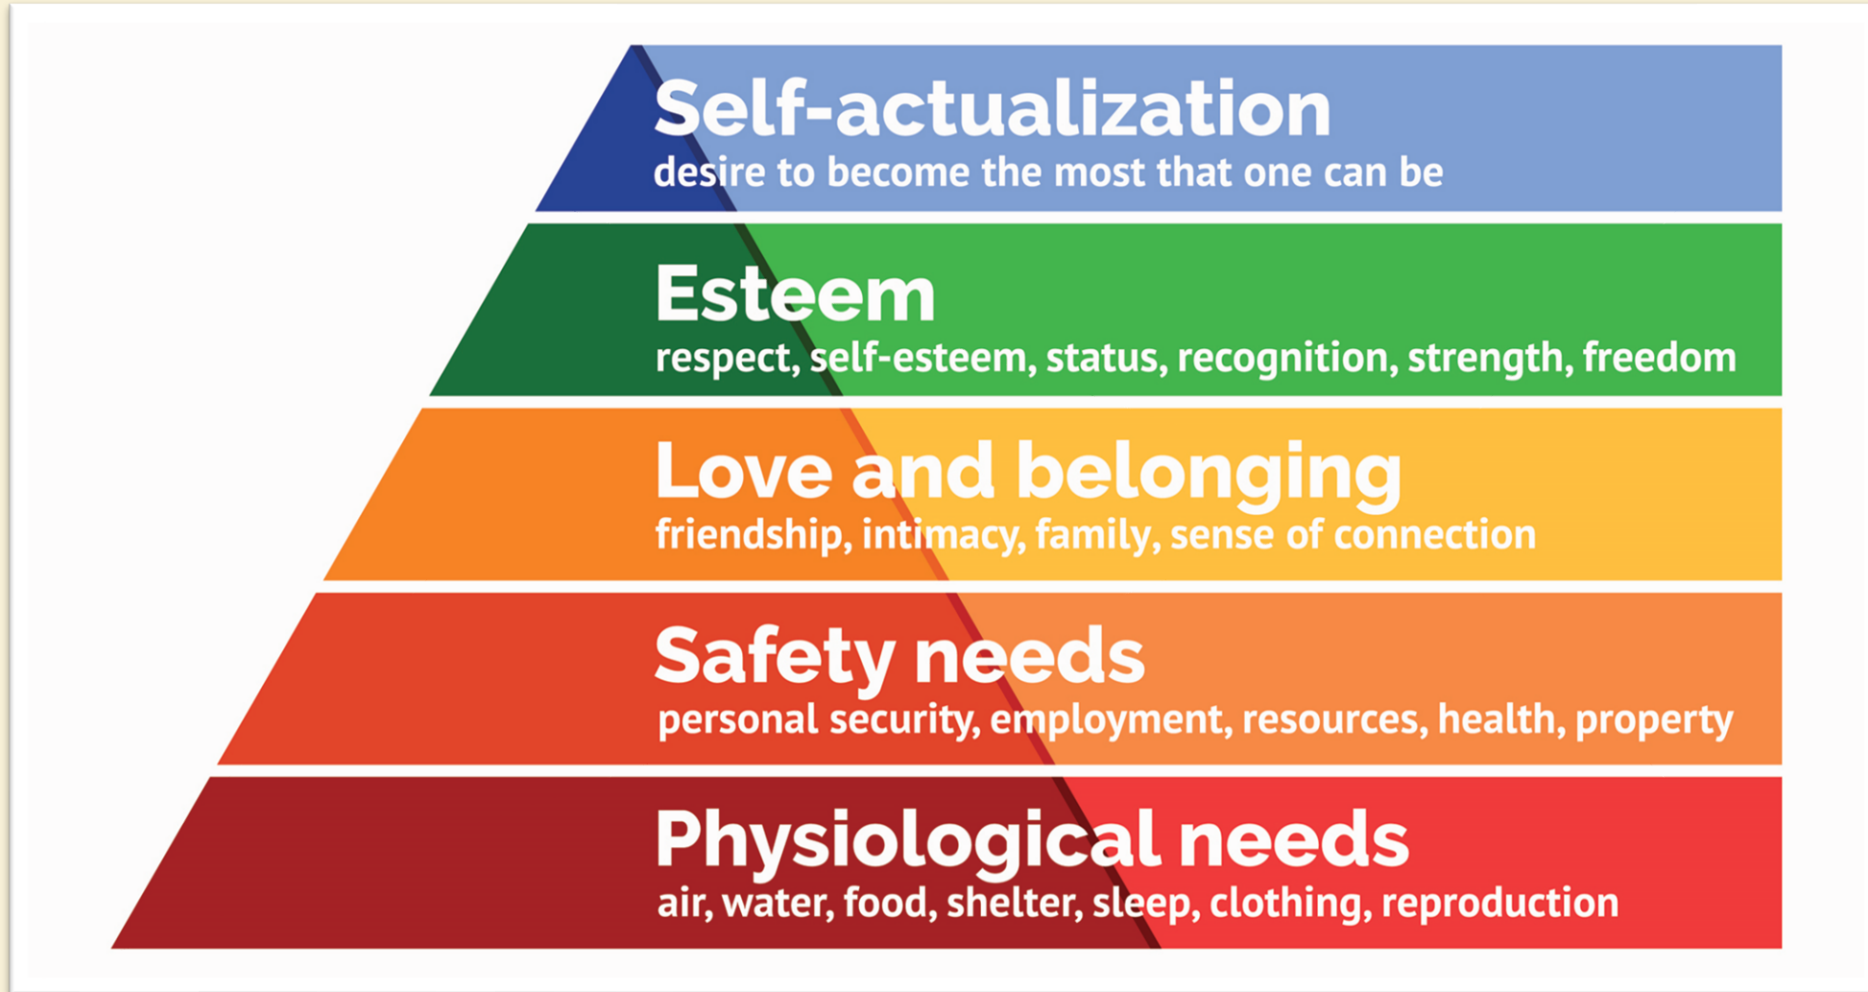 Self-actualization
desire to become the most that one can be
Esteem
respect, self-esteem, status, recognition, strength, freedom
Love and belonging
friendship, intimacy, family, sense of connection
Safety needs
personal security, employment, resources, health, property
Physiological needs
air, water, food, shelter, sleep, clothing, reproduction